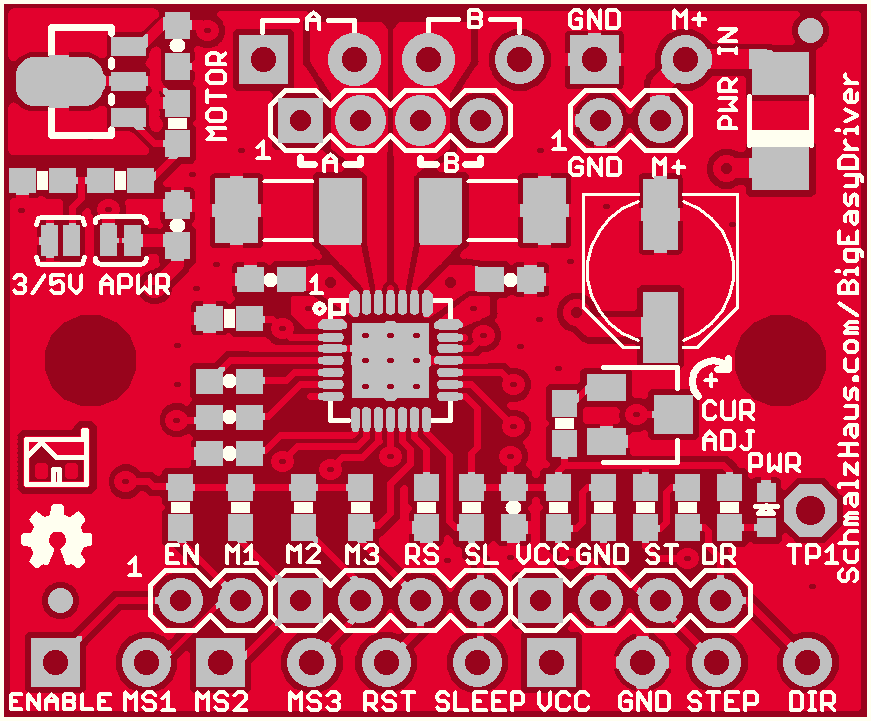 A B GND M+
MOTOR
PWR IN
1 A B 1 GND M+
3/5V APWR
1
+
CUR
ADJ
PWR
SchmalzHaus.com/BigEasyDriver
EN M1 M2 M3 RS SL VCC GND ST DR TP1
1
ENABLE MS1 MS2 MS3 RST SLEEP VCC GND STEP DIR